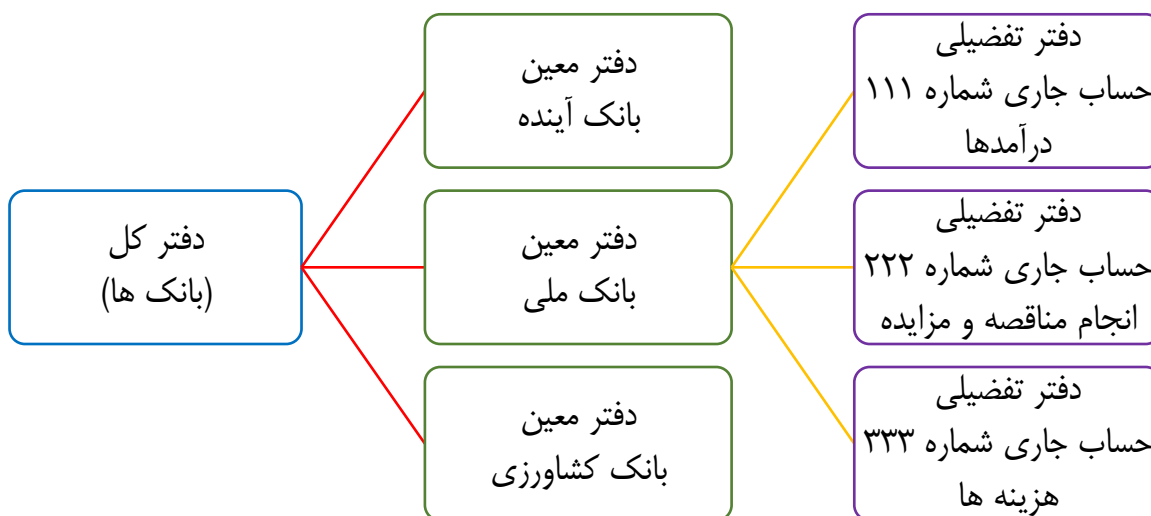 دفتر کل
(بانک ها)
دفتر معین
بانک آینده
دفتر معین
بانک ملی
دفتر معین
بانک کشاورزی
دفتر تفضیلی
حساب جاری شماره ۱۱۱
درآمدها
دفتر تفضیلی
حساب جاری شماره ۲۲۲
انجام مناقصه و مزایده
دفتر تفضیلی
حساب جاری شماره ۳۳۳
هزینه ها